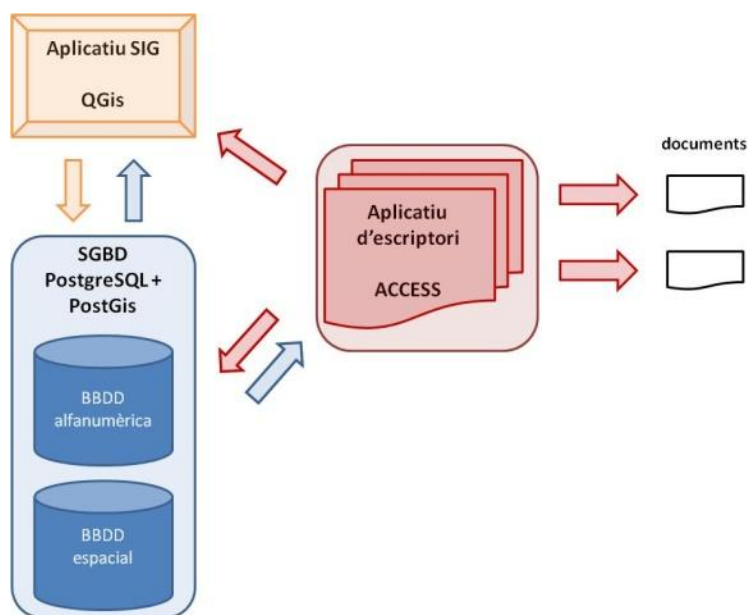 Aplicatiu SIG
QGis
documents
Aplicatiu
d'escriptori
ACCESS
SGBD
PostgreSQL +
PostGis
BBDD
alfanumèrica
BBDD
espacial